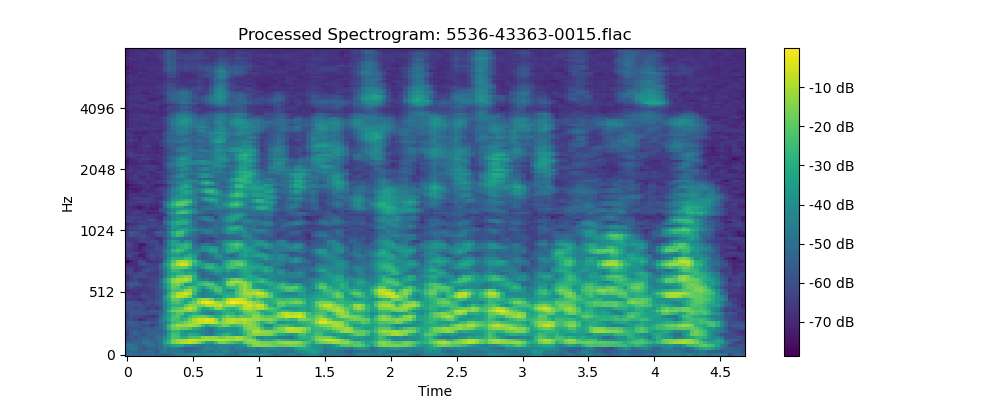 Processed Spectrogram: 5536-43363-0015.flac
Hz
4096
2048
1024
512
0
0
0.5
1
1.5
2
2.5
3
3.5
4
4.5
Time
-10 dB
-20 dB
-30 dB
-40 dB
-50 dB
-60 dB
-70 dB